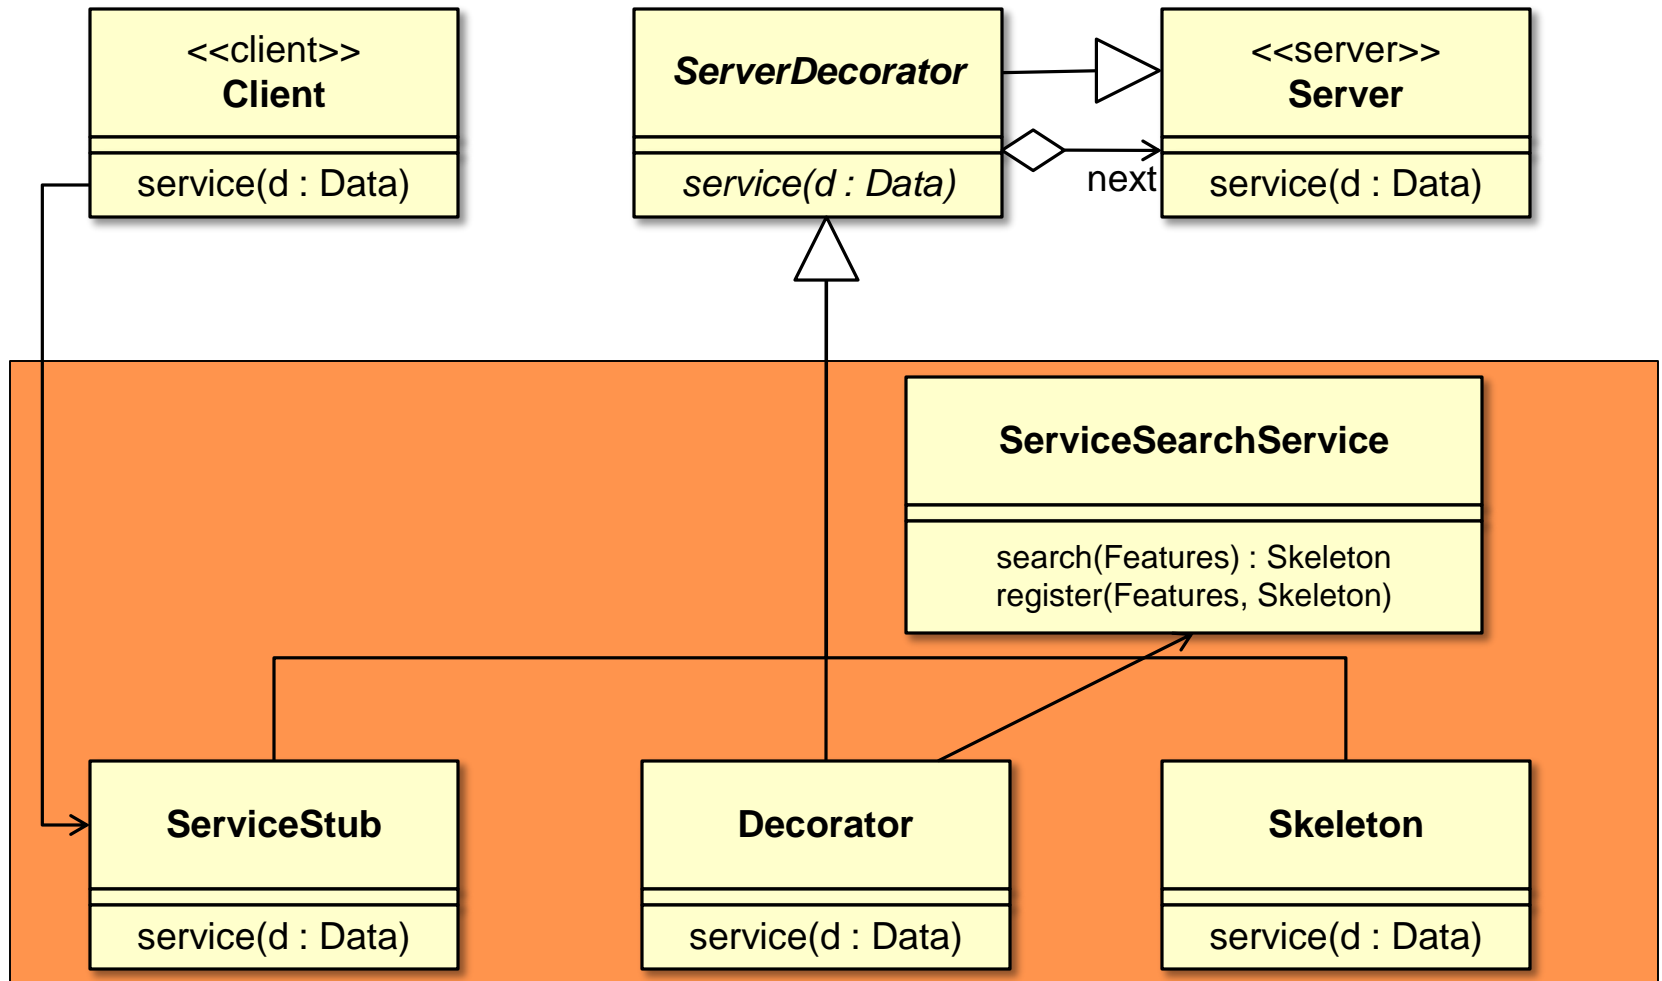 <<client>>
Client
service(d : Data)
ServerDecorator
service(d : Data)
next
<<server>>
Server
service(d : Data)
ServiceSearchService
search(Features) : Skeleton
register(Features, Skeleton)
ServiceStub
service(d : Data)
Decorator
service(d : Data)
Skeleton
service(d : Data)